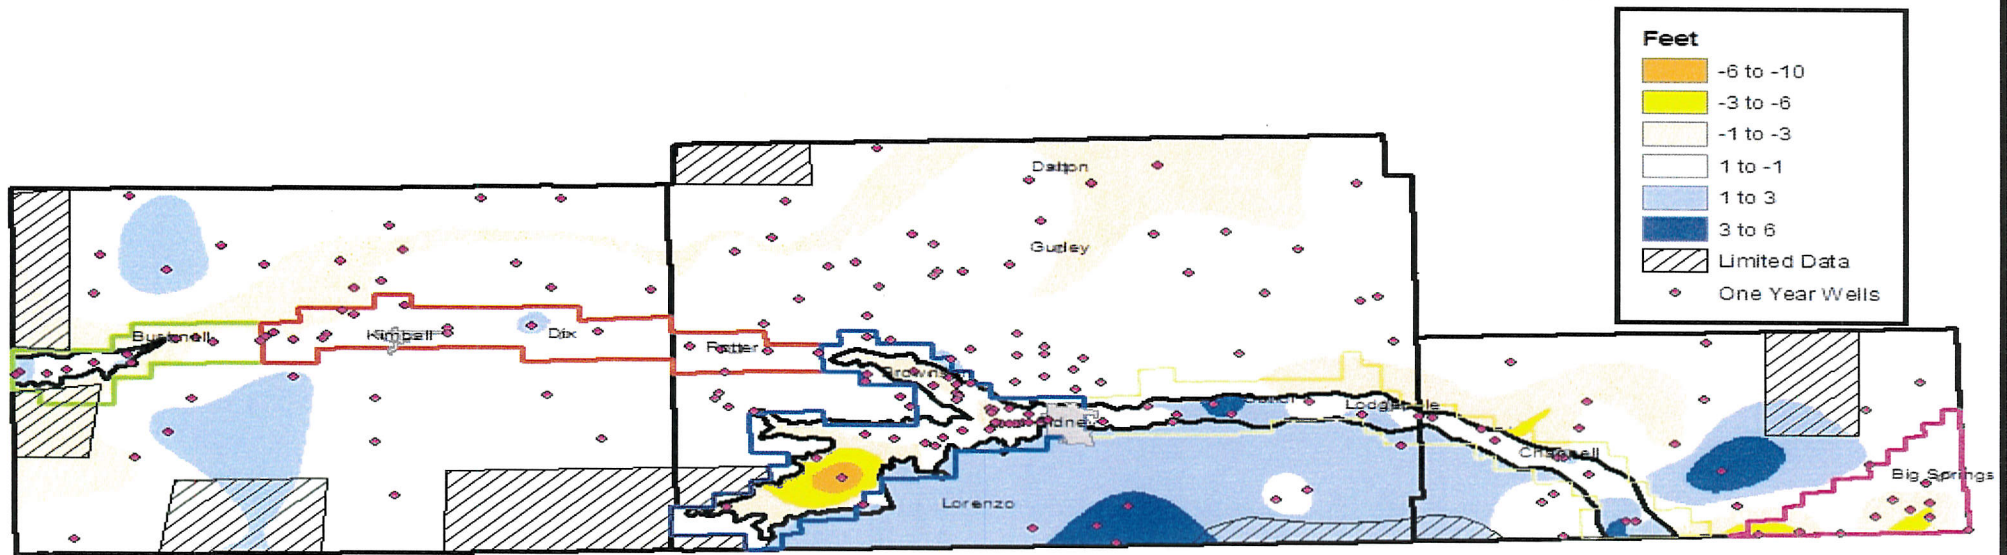 Feet
-6 to -10
-3 to -6
-1 to -3
1 to -1
1 to 3
3 to 6
Limited Data
One Year Wells
Dalton
Gurley
Bushnell
Kimball
Dix
Potter
Brownson
Sidney
Lodgepole
Chappell
Big Springs
Lorenzo